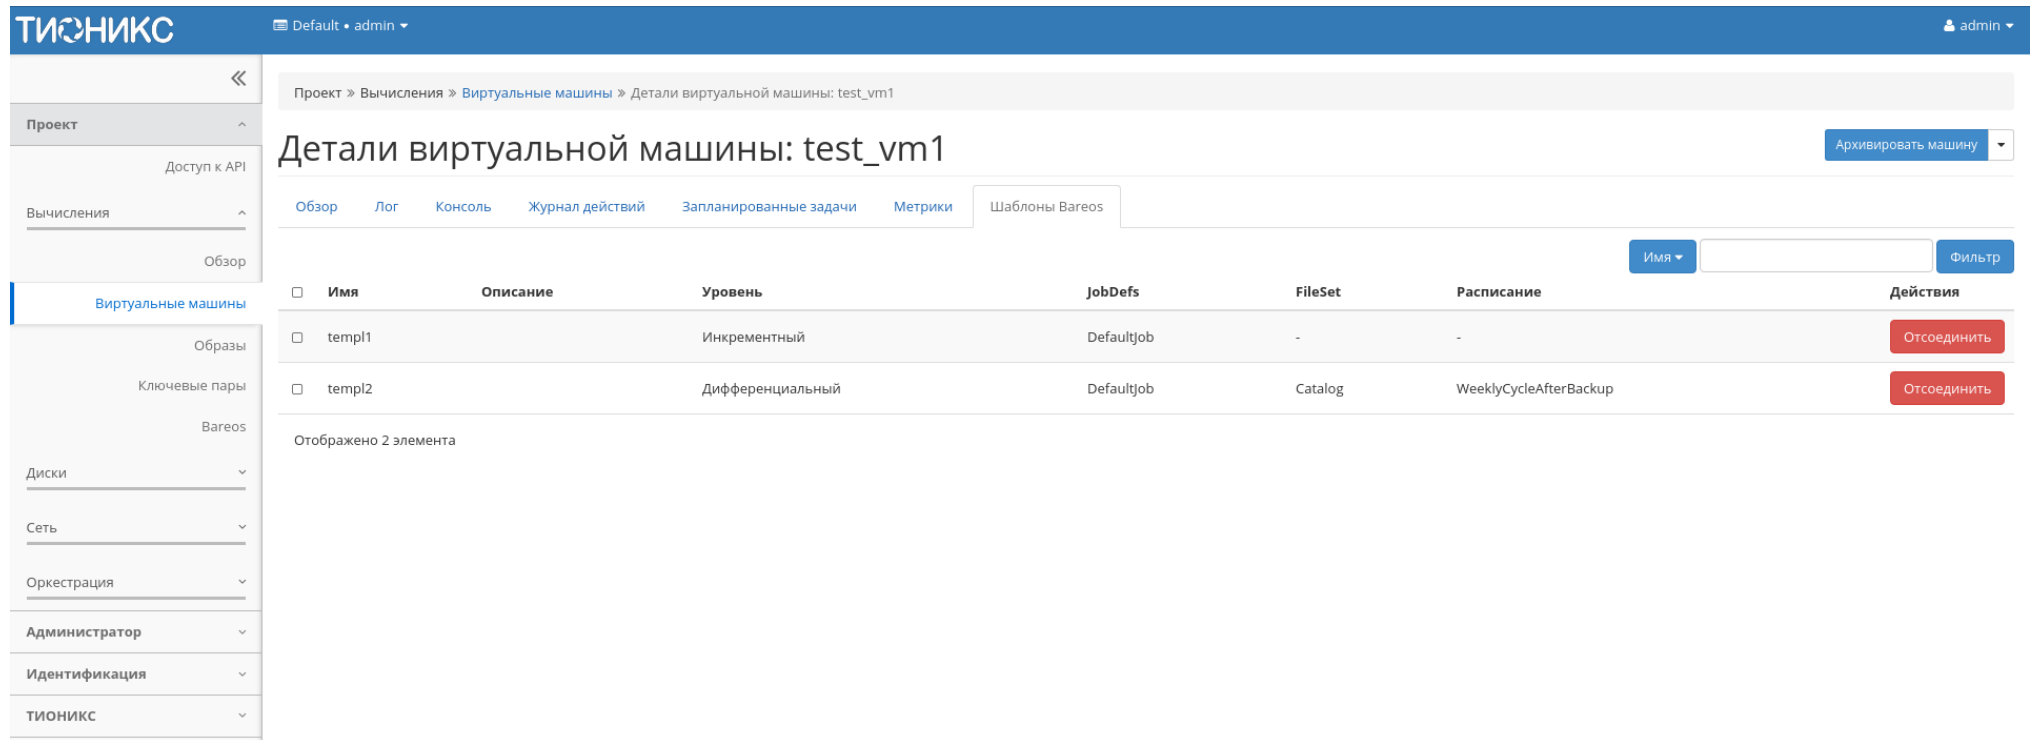 ТИОНИКС
Default • admin
admin
Проект
Доступ к API
Вычисления
Обзор
Виртуальные машины
Образы
Ключевые пары
Bareos
Диски
Сеть
Оркестрация
Администратор
Идентификация
ТИОНИКС
Проект » Вычисления » Виртуальные машины » Детали виртуальной машины: test_vm1
Детали виртуальной машины: test_vm1
Архивировать машину
Обзор Лог Консоль Журнал действий Запланированные задачи Метрики Шаблоны Bareos
Имя Фильтр
Имя Описание Уровень JobDefs FileSet Расписание Действия
templ1 Инкрементный DefaultJob - - Отсоединить
templ2 Дифференциальный DefaultJob Catalog WeeklyCycleAfterBackup Отсоединить
Отображено 2 элемента